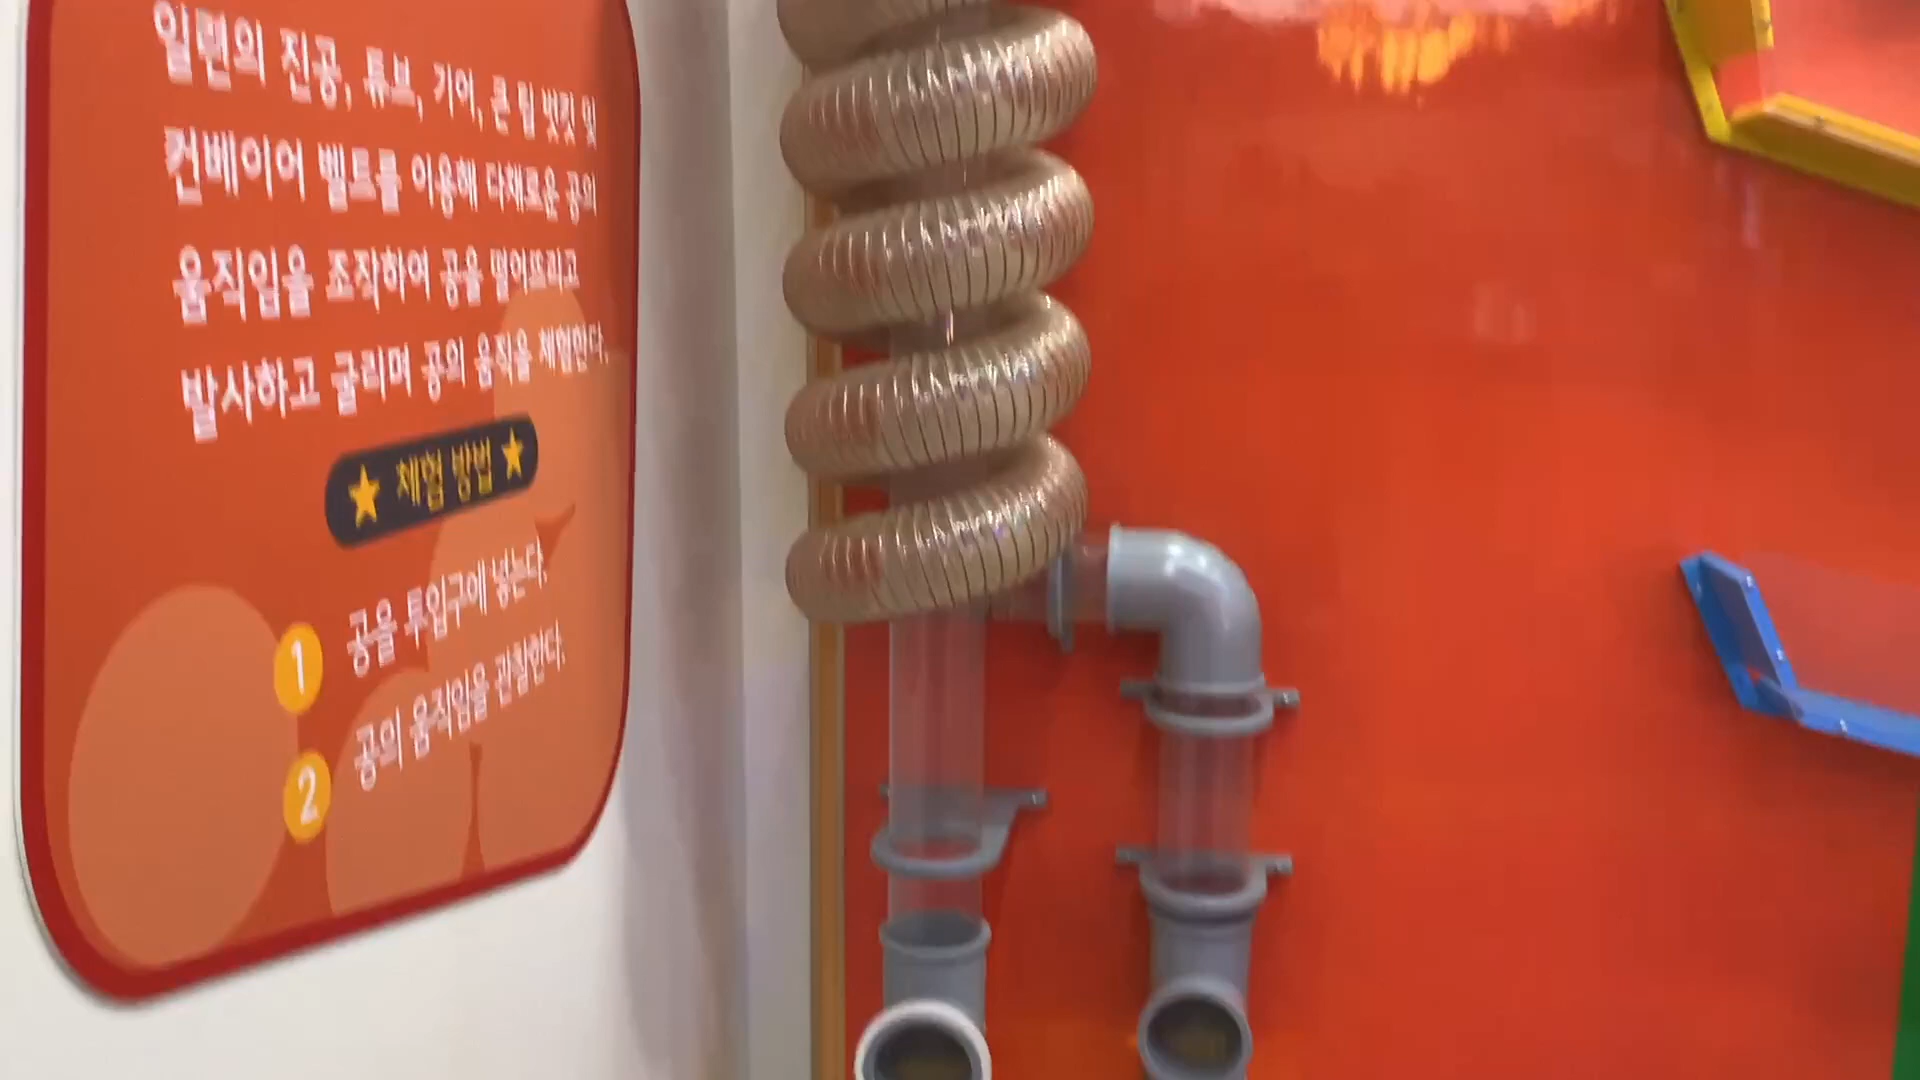 일련의 진공, 튜브, 기어, 큰 팁 벗킷 및
컨베이어 벨트를 이용해 다채로운 공의
움직임을 조작하여 공을 떨어뜨리고
발사하고 굴리며 공의 움직을 체험한다.
★ 체험 방법 ★
1 공을 투입구에 넣는다.
2 공의 움직임을 관찰한다.